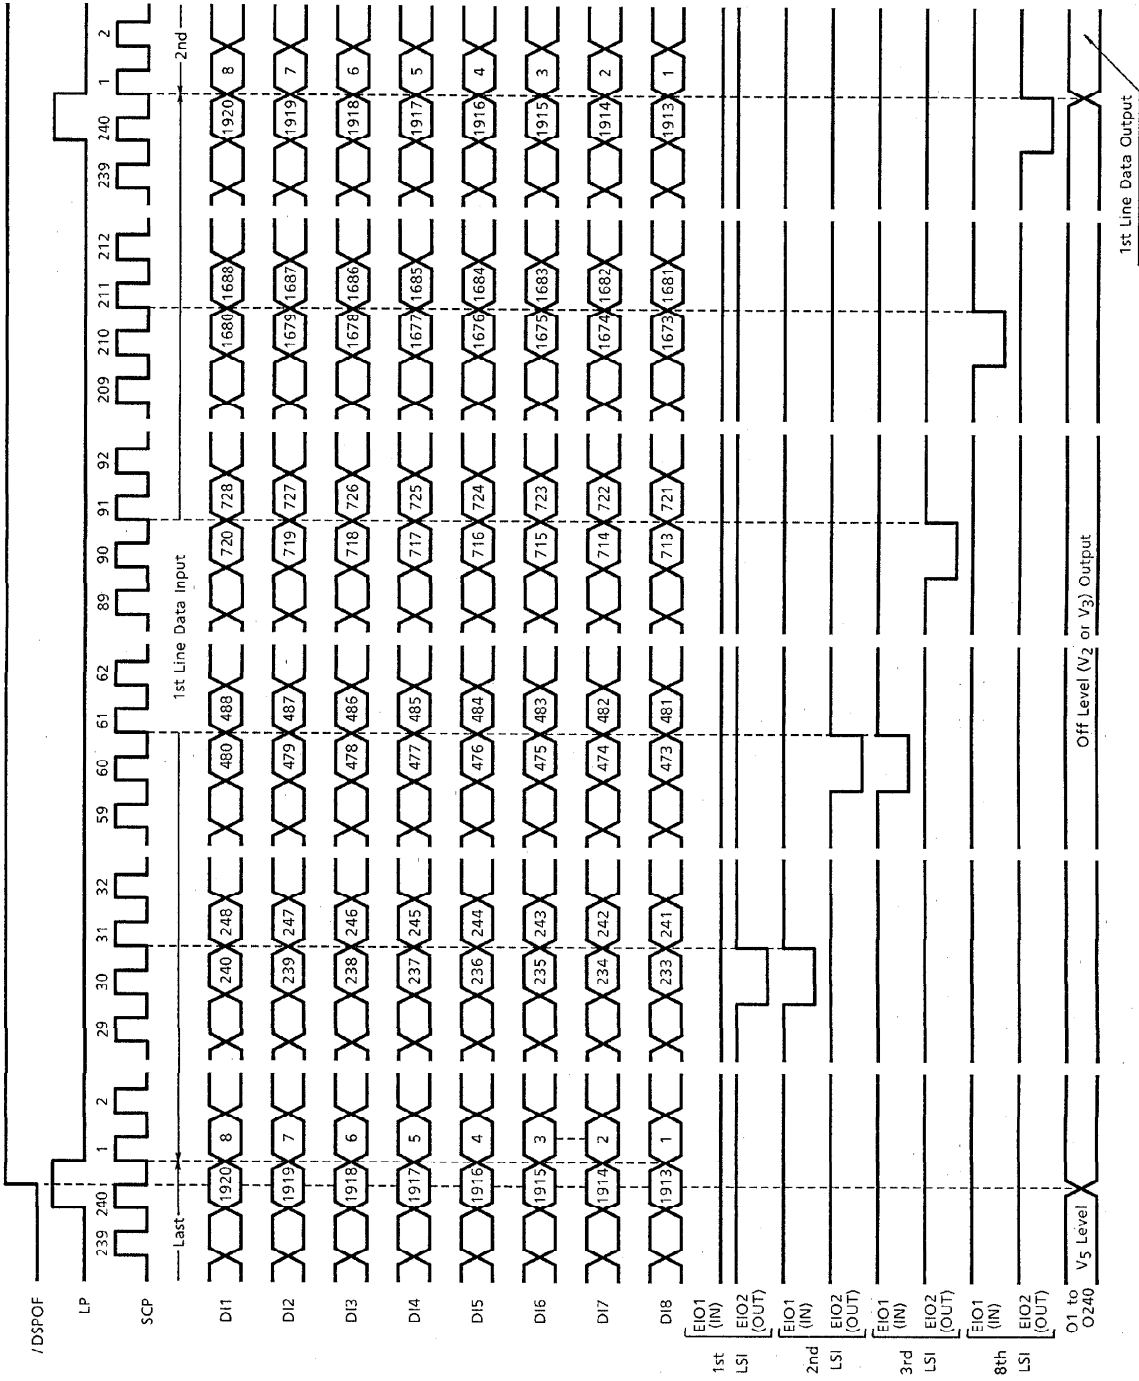 /DSPOF
LP
SCP 239 240 1 2 29 30 31 32 59 60 61 62 89 90 91 92 209 210 211 212 239 240 1 2
Last 1st Line Data Input 2nd
DI1 1920 8 240 248 480 488 720 728 1680 1688 1920 8
DI2 1919 7 239 247 479 487 719 727 1679 1687 1919 7
DI3 1918 6 238 246 478 486 718 726 1678 1686 1918 6
DI4 1917 5 237 245 477 485 717 725 1677 1685 1917 5
DI5 1916 4 236 244 476 484 716 724 1676 1684 1916 4
DI6 1915 3 235 243 475 483 715 723 1675 1683 1915 3
DI7 1914 2 234 242 474 482 714 722 1674 1682 1914 2
DI8 1913 1 233 241 473 481 713 721 1673 1681 1913 1
1st LSI
EIO1 (IN)
EIO2 (OUT)
2nd LSI
EIO1 (IN)
EIO2 (OUT)
3rd LSI
EIO1 (IN)
EIO2 (OUT)
8th LSI
EIO1 (IN)
EIO2 (OUT)
O1 to O240
V5 Level
Off Level (V2 or V3) Output
1st Line Data Output